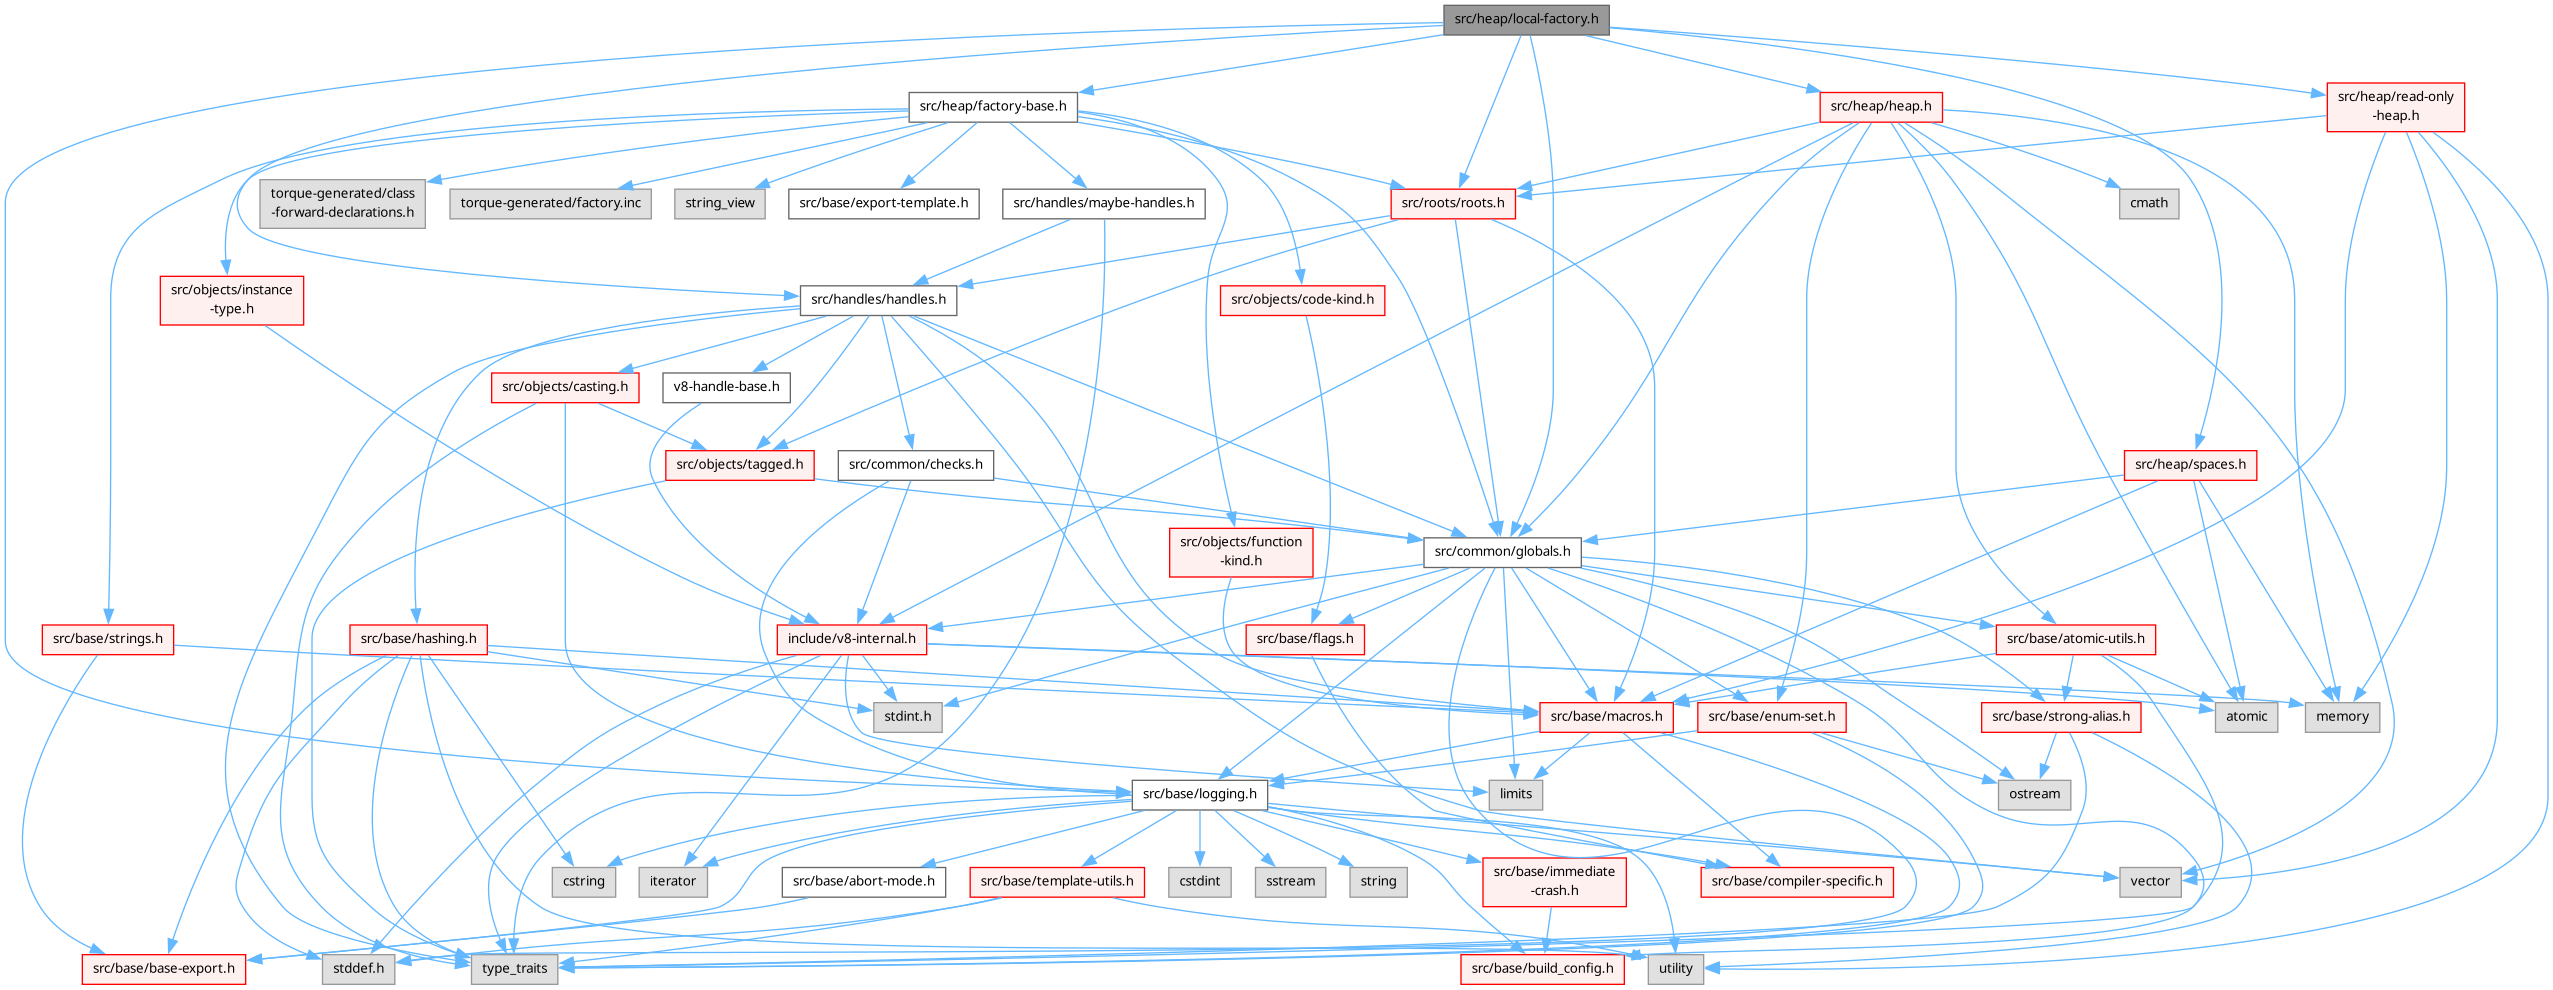 src/heap/local-factory.h
src/heap/factory-base.h
src/heap/heap.h
src/heap/read-only
-heap.h
torque-generated/class
-forward-declarations.h
torque-generated/factory.inc
string_view
src/base/export-template.h
src/handles/maybe-handles.h
src/roots/roots.h
cmath
src/objects/instance
-type.h
src/handles/handles.h
src/objects/code-kind.h
src/objects/casting.h
v8-handle-base.h
src/objects/tagged.h
src/common/checks.h
src/heap/spaces.h
src/objects/function
-kind.h
src/common/globals.h
src/base/strings.h
src/base/hashing.h
include/v8-internal.h
src/base/flags.h
src/base/atomic-utils.h
stdint.h
src/base/macros.h
src/base/enum-set.h
src/base/strong-alias.h
atomic
memory
src/base/logging.h
limits
ostream
cstring
iterator
src/base/abort-mode.h
src/base/template-utils.h
cstdint
sstream
string
src/base/immediate
-crash.h
src/base/compiler-specific.h
vector
src/base/base-export.h
stddef.h
type_traits
src/base/build_config.h
utility